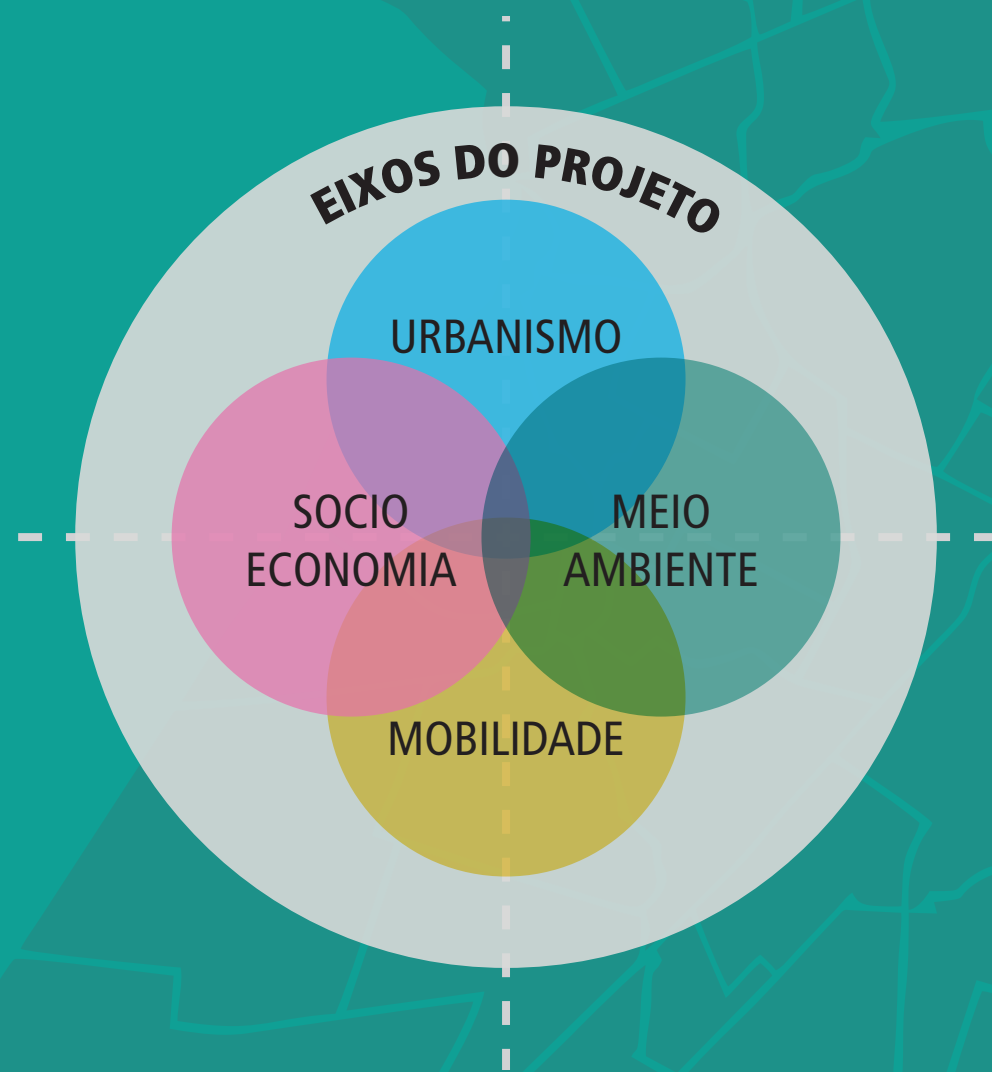 EIXOS DO PROJETO
URBANISMO
SOCIO
ECONOMIA
MEIO
AMBIENTE
MOBILIDADE